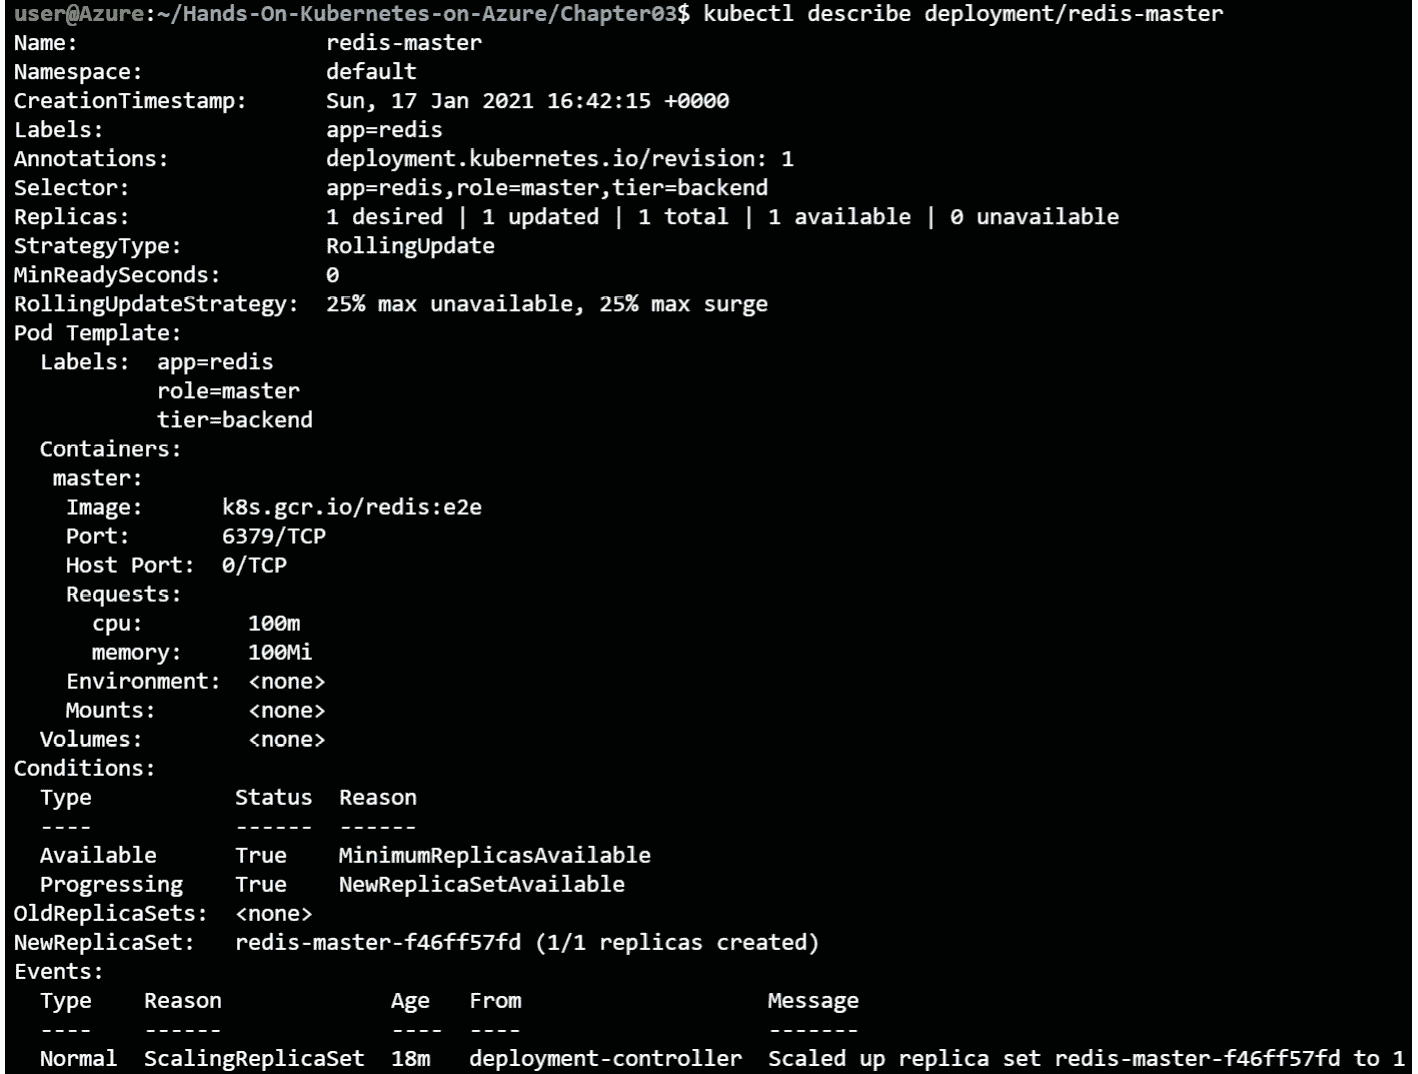 user@Azure:~/Hands-On-Kubernetes-on-Azure/Chapter03$ kubectl describe deployment/redis-master
Name:                   redis-master
Namespace:              default
CreationTimestamp:      Sun, 17 Jan 2021 16:42:15 +0000
Labels:                 app=redis
Annotations:            deployment.kubernetes.io/revision: 1
Selector:               app=redis,role=master,tier=backend
Replicas:               1 desired | 1 updated | 1 total | 1 available | 0 unavailable
StrategyType:           RollingUpdate
MinReadySeconds:        0
RollingUpdateStrategy:  25% max unavailable, 25% max surge
Pod Template:
  Labels:  app=redis
           role=master
           tier=backend
  Containers:
   master:
    Image:      k8s.gcr.io/redis:e2e
    Port:       6379/TCP
    Host Port:  0/TCP
    Requests:
      cpu:        100m
      memory:     100Mi
    Environment:  <none>
    Mounts:       <none>
  Volumes:        <none>
Conditions:
  Type           Status  Reason
  ----           ------  ------
  Available      True    MinimumReplicasAvailable
  Progressing    True    NewReplicaSetAvailable
OldReplicaSets:  <none>
NewReplicaSet:   redis-master-f46ff57fd (1/1 replicas created)
Events:
  Type    Reason             Age   From                   Message
  ----    ------             ----  ----                   -------
  Normal  ScalingReplicaSet  18m   deployment-controller  Scaled up replica set redis-master-f46ff57fd to 1